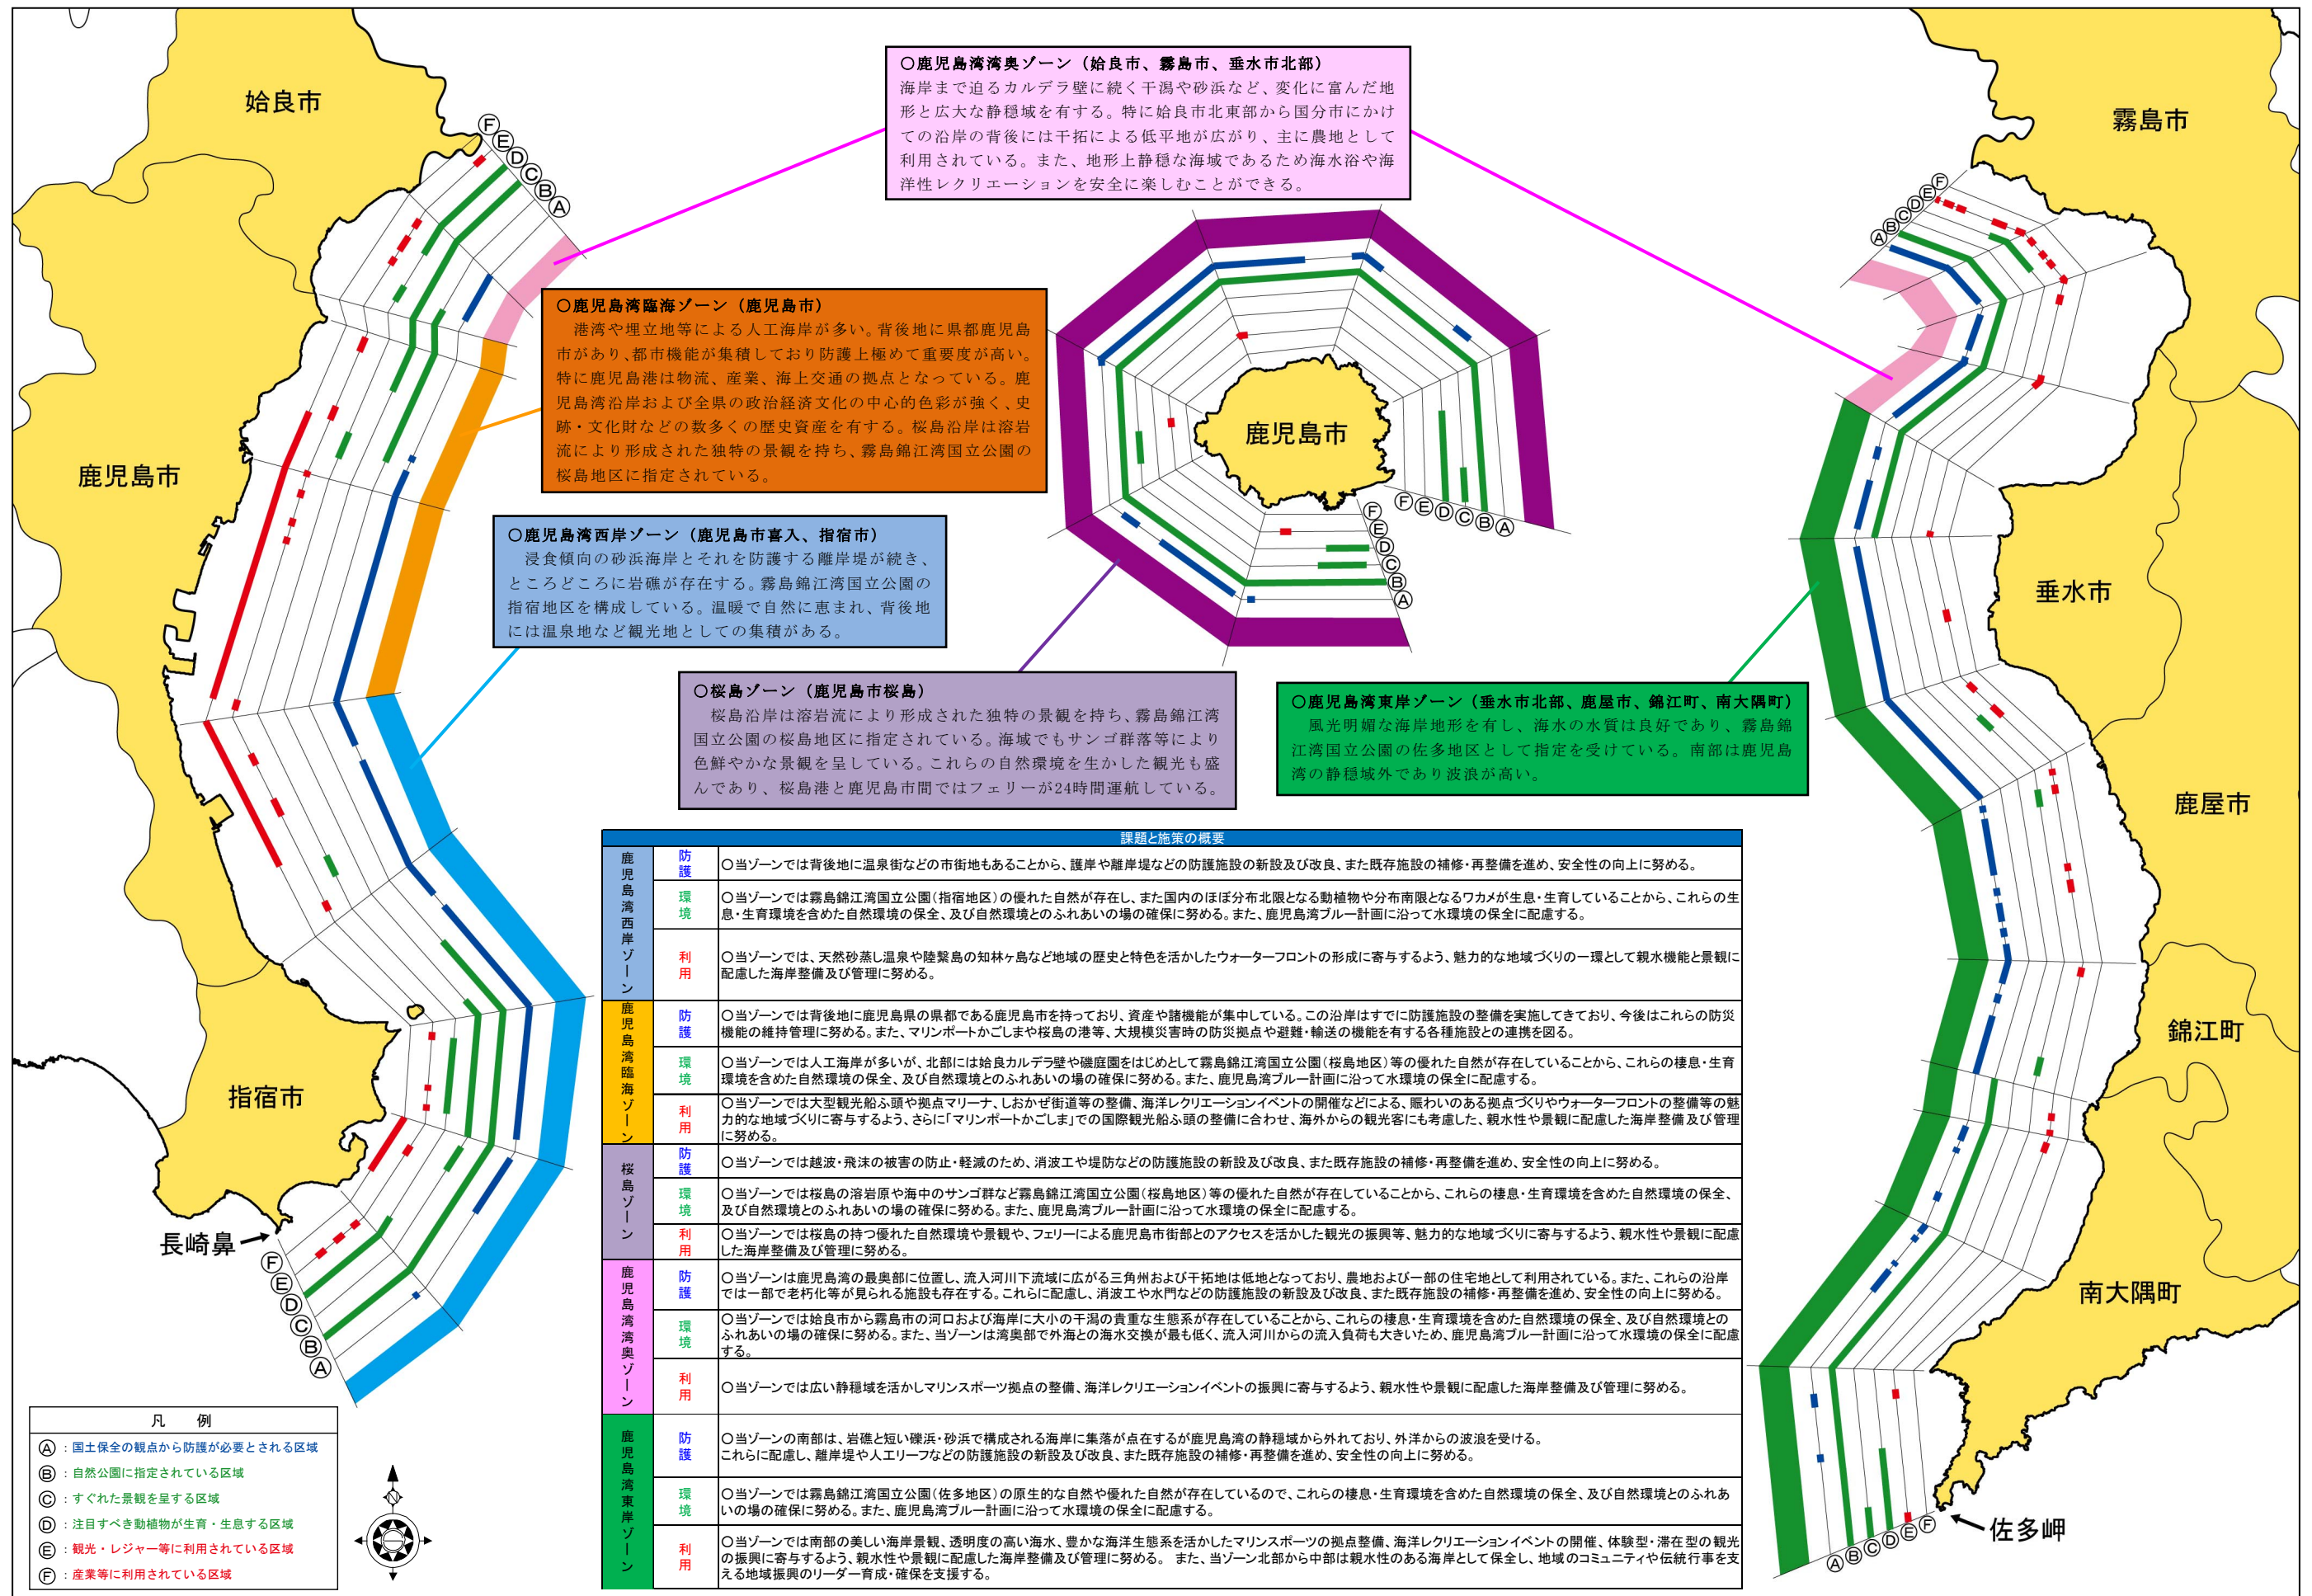 姶良市
霧島市
鹿児島市
鹿児島市
垂水市
鹿屋市
錦江町
指宿市
南大隅町
長崎鼻
佐多岬
Ⓕ
Ⓔ
Ⓓ
Ⓒ
Ⓑ
Ⓐ
Ⓐ
Ⓑ
Ⓒ
Ⓓ
Ⓔ
Ⓕ
〇鹿児島湾湾奥ゾーン（姶良市、霧島市、垂水市北部）
海岸まで迫るカルデラ壁に続く干潟や砂浜など、変化に富んだ地
形と広大な静穏域を有する。特に姶良市北東部から国分市にかけ
ての沿岸の背後には干拓による低平地が広がり、主に農地として
利用されている。また、地形上静穏な海域であるため海水浴や海
洋性レクリエーションを安全に楽しむことができる。
〇鹿児島湾臨海ゾーン（鹿児島市）
港湾や埋立地等による人工海岸が多い。背後地に県都鹿児島
市があり、都市機能が集積しており防護上極めて重要度が高い。
特に鹿児島港は物流、産業、海上交通の拠点となっている。鹿
児島湾沿岸および全県の政治経済文化の中心的色彩が強く、史
跡・文化財などの数多くの歴史資産を有する。桜島沿岸は溶岩
流により形成された独特の景観を持ち、霧島錦江湾国立公園の
桜島地区に指定されている。
〇鹿児島湾西岸ゾーン（鹿児島市喜入、指宿市）
浸食傾向の砂浜海岸とそれを防護する離岸堤が続き、
ところどころに岩礁が存在する。霧島錦江湾国立公園の
指宿地区を構成している。温暖で自然に恵まれ、背後地
には温泉地など観光地としての集積がある。
Ⓕ Ⓔ Ⓓ Ⓒ Ⓑ Ⓐ
Ⓕ
Ⓔ
Ⓓ
Ⓒ
Ⓑ
Ⓐ
〇桜島ゾーン（鹿児島市桜島）
桜島沿岸は溶岩流により形成された独特の景観を持ち、霧島錦江湾
国立公園の桜島地区に指定されている。海域でもサンゴ群落等により
色鮮やかな景観を呈している。これらの自然環境を生かした観光も盛
んであり、桜島港と鹿児島市間ではフェリーが24時間運航している。
〇鹿児島湾東岸ゾーン（垂水市北部、鹿屋市、錦江町、南大隅町）
風光明媚な海岸地形を有し、海水の水質は良好であり、霧島錦
江湾国立公園の佐多地区として指定を受けている。南部は鹿児島
湾の静穏域外であり波浪が高い。
課題と施策の概要
鹿児島湾西岸ゾーン
防護
〇当ゾーンでは背後地に温泉街などの市街地もあることから、護岸や離岸堤などの防護施設の新設及び改良、また既存施設の補修・再整備を進め、安全性の向上に努める。
環境
〇当ゾーンでは霧島錦江湾国立公園（指宿地区）の優れた自然が存在し、また国内のほぼ分布北限となる動植物や分布南限となるワカメが生息・生育していることから、これらの生
息・生育環境を含めた自然環境の保全、及び自然環境とのふれあいの場の確保に努める。また、鹿児島湾ブルー計画に沿って水環境の保全に配慮する。
利用
〇当ゾーンでは、天然砂蒸し温泉や陸繋島の知林ヶ島など地域の歴史と特色を活かしたウォーターフロントの形成に寄与するよう、魅力的な地域づくりの一環として親水機能と景観に
配慮した海岸整備及び管理に努める。
鹿児島湾臨海ゾーン
防護
〇当ゾーンでは背後地に鹿児島県の県都である鹿児島市を持っており、資産や諸機能が集中している。この沿岸はすでに防護施設の整備を実施してきており、今後はこれらの防災
機能の維持管理に努める。また、マリンポートかごしまや桜島の港等、大規模災害時の防災拠点や避難・輸送の機能を有する各種施設との連携を図る。
環境
〇当ゾーンでは人工海岸が多いが、北部には姶良カルデラ壁や磯庭園をはじめとして霧島錦江湾国立公園（桜島地区）等の優れた自然が存在していることから、これらの棲息・生育
環境を含めた自然環境の保全、及び自然環境とのふれあいの場の確保に努める。また、鹿児島湾ブルー計画に沿って水環境の保全に配慮する。
利用
〇当ゾーンでは大型観光船ふ頭や拠点マリーナ、しおかぜ街道等の整備、海洋レクリエーションイベントの開催などによる、賑わいのある拠点づくりやウォーターフロントの整備等の魅
力的な地域づくりに寄与するよう、さらに「マリンポートかごしま」での国際観光船ふ頭の整備に合わせ、海外からの観光客にも考慮した、親水性や景観に配慮した海岸整備及び管理
に努める。
桜島ゾーン
防護
〇当ゾーンでは越波・飛沫の被害の防止・軽減のため、消波工や堤防などの防護施設の新設及び改良、また既存施設の補修・再整備を進め、安全性の向上に努める。
環境
〇当ゾーンでは桜島の溶岩原や海中のサンゴ群など霧島錦江湾国立公園（桜島地区）等の優れた自然が存在していることから、これらの棲息・生育環境を含めた自然環境の保全、
及び自然環境とのふれあいの場の確保に努める。また、鹿児島湾ブルー計画に沿って水環境の保全に配慮する。
利用
〇当ゾーンでは桜島の持つ優れた自然環境や景観や、フェリーによる鹿児島市街部とのアクセスを活かした観光の振興等、魅力的な地域づくりに寄与するよう、親水性や景観に配慮
した海岸整備及び管理に努める。
鹿児島湾湾奥ゾーン
防護
〇当ゾーンは鹿児島湾の最奥部に位置し、流入河川下流域に広がる三角州および干拓地は低地となっており、農地および一部の住宅地として利用されている。また、これらの沿岸
では一部で老朽化等が見られる施設も存在する。これらに配慮し、消波工や水門などの防護施設の新設及び改良、また既存施設の補修・再整備を進め、安全性の向上に努める。
環境
〇当ゾーンでは姶良市から霧島市の河口および海岸に大小の干潟の貴重な生態系が存在していることから、これらの棲息・生育環境を含めた自然環境の保全、及び自然環境との
ふれあいの場の確保に努める。また、当ゾーンは湾奥部で外海との海水交換が最も低く、流入河川からの流入負荷も大きいため、鹿児島湾ブルー計画に沿って水環境の保全に配慮
する。
利用
〇当ゾーンでは広い静穏域を活かしマリンスポーツ拠点の整備、海洋レクリエーションイベントの振興に寄与するよう、親水性や景観に配慮した海岸整備及び管理に努める。
鹿児島湾東岸ゾーン
防護
〇当ゾーンの南部は、岩礁と短い礫浜・砂浜で構成される海岸に集落が点在するが鹿児島湾の静穏域から外れており、外洋からの波浪を受ける。
これらに配慮し、離岸堤や人工リーフなどの防護施設の新設及び改良、また既存施設の補修・再整備を進め、安全性の向上に努める。
環境
〇当ゾーンでは霧島錦江湾国立公園（佐多地区）の原生的な自然や優れた自然が存在しているので、これらの棲息・生育環境を含めた自然環境の保全、及び自然環境とのふれあ
いの場の確保に努める。また、鹿児島湾ブルー計画に沿って水環境の保全に配慮する。
利用
〇当ゾーンでは南部の美しい海岸景観、透明度の高い海水、豊かな海洋生態系を活かしたマリンスポーツの拠点整備、海洋レクリエーションイベントの開催、体験型・滞在型の観光
の振興に寄与するよう、親水性や景観に配慮した海岸整備及び管理に努める。 また、当ゾーン北部から中部は親水性のある海岸として保全し、地域のコミュニティや伝統行事を支
える地域振興のリーダー育成・確保を支援する。
Ⓕ
Ⓔ
Ⓓ
Ⓒ
Ⓑ
Ⓐ
Ⓐ Ⓑ Ⓒ Ⓓ Ⓔ Ⓕ
凡 例
Ⓐ：国土保全の観点から防護が必要とされる区域
Ⓑ：自然公園に指定されている区域
Ⓒ：すぐれた景観を呈する区域
Ⓓ：注目すべき動植物が生育・生息する区域
Ⓔ：観光・レジャー等に利用されている区域
Ⓕ：産業等に利用されている区域
N